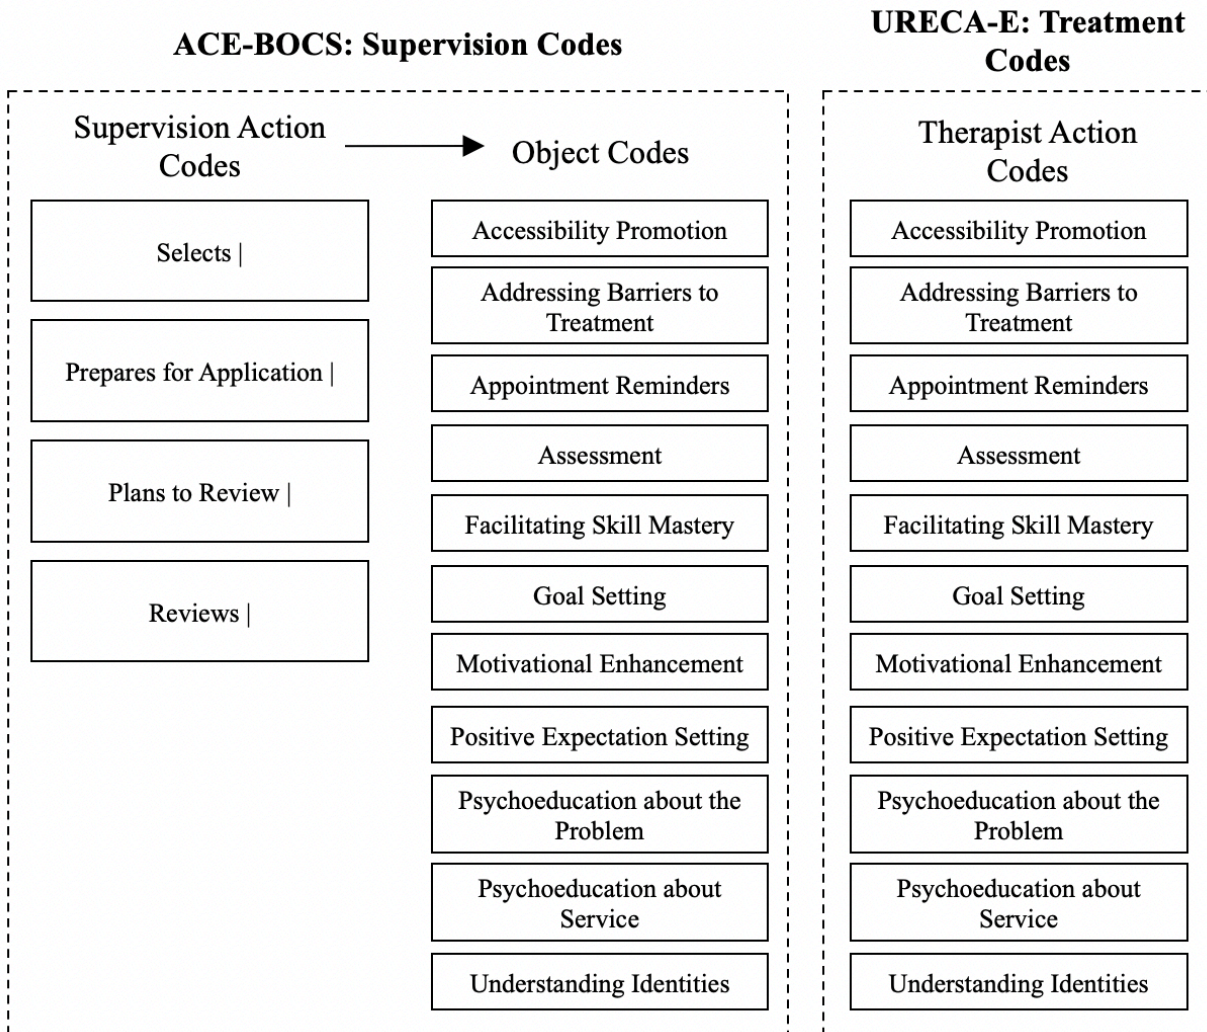 ACE-BOCS: Supervision Codes
Supervision Action
Codes
Selects |
Prepares for Application |
Plans to Review |
Reviews |
Object Codes
Accessibility Promotion
Addressing Barriers to
Treatment
Appointment Reminders
Assessment
Facilitating Skill Mastery
Goal Setting
Motivational Enhancement
Positive Expectation Setting
Psychoeducation about the
Problem
Psychoeducation about
Service
Understanding Identities
URECA-E: Treatment
Codes
Therapist Action
Codes
Accessibility Promotion
Addressing Barriers to
Treatment
Appointment Reminders
Assessment
Facilitating Skill Mastery
Goal Setting
Motivational Enhancement
Positive Expectation Setting
Psychoeducation about the
Problem
Psychoeducation about
Service
Understanding Identities